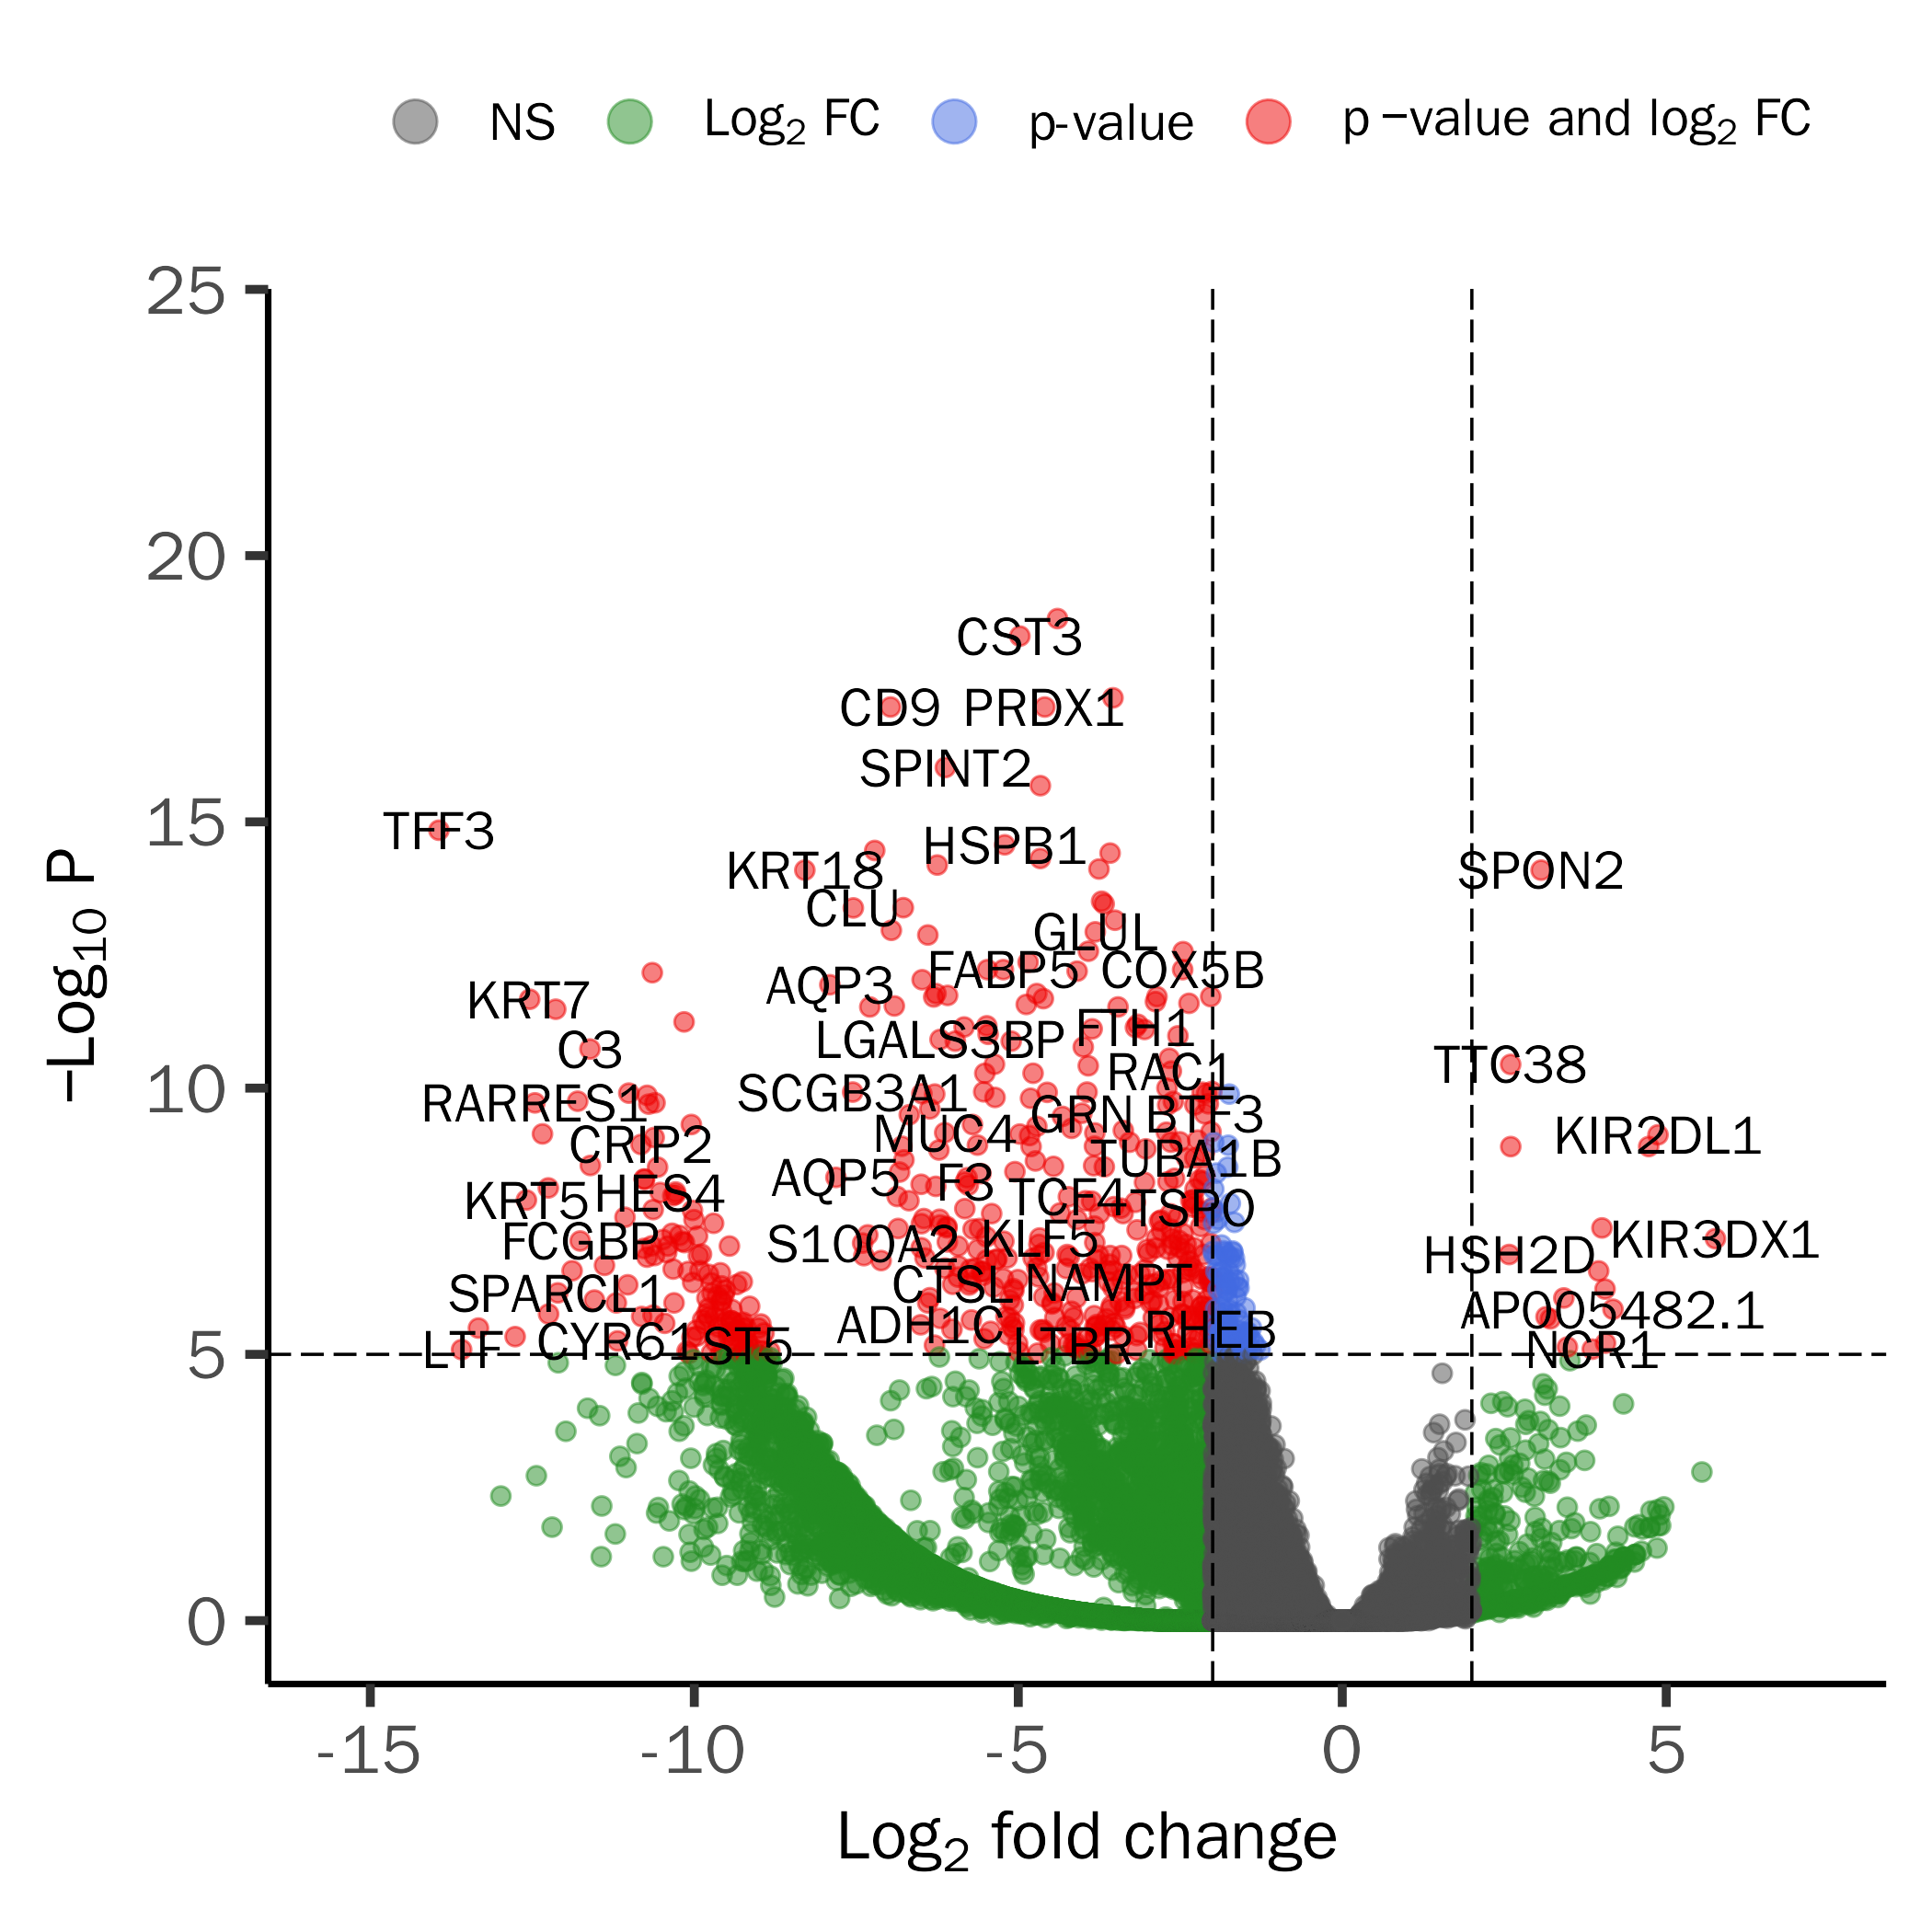 NS Log2 FC p-value p −value and log2 FC
25
20
15
10
5
0
−Log10 P
CST3
CD9 PRDX1
SPINT2
TFF3
HSPB1
KRT18 SPON2
CLU
GLUL
FABP5 COX5B
AQP3
KRT7
FTH1
LGALS3BP
C3
TTC38
RAC1
SCGB3A1
RARRES1
GRN BTF3
MUC4 KIR2DL1
CRIP2
TUBA1B
AQP5 F3
HES4 TCF4
KRT5 TSPO
FCGBP S100A2 KLF5 KIR3DX1
HSH2D
CTSL NAMPT
SPARCL1
AP005482.1
ADH1C RHEB
CYR61 ST5 LTBR
LTF NCR1
-15 -10 -5 0 5
Log2 fold change